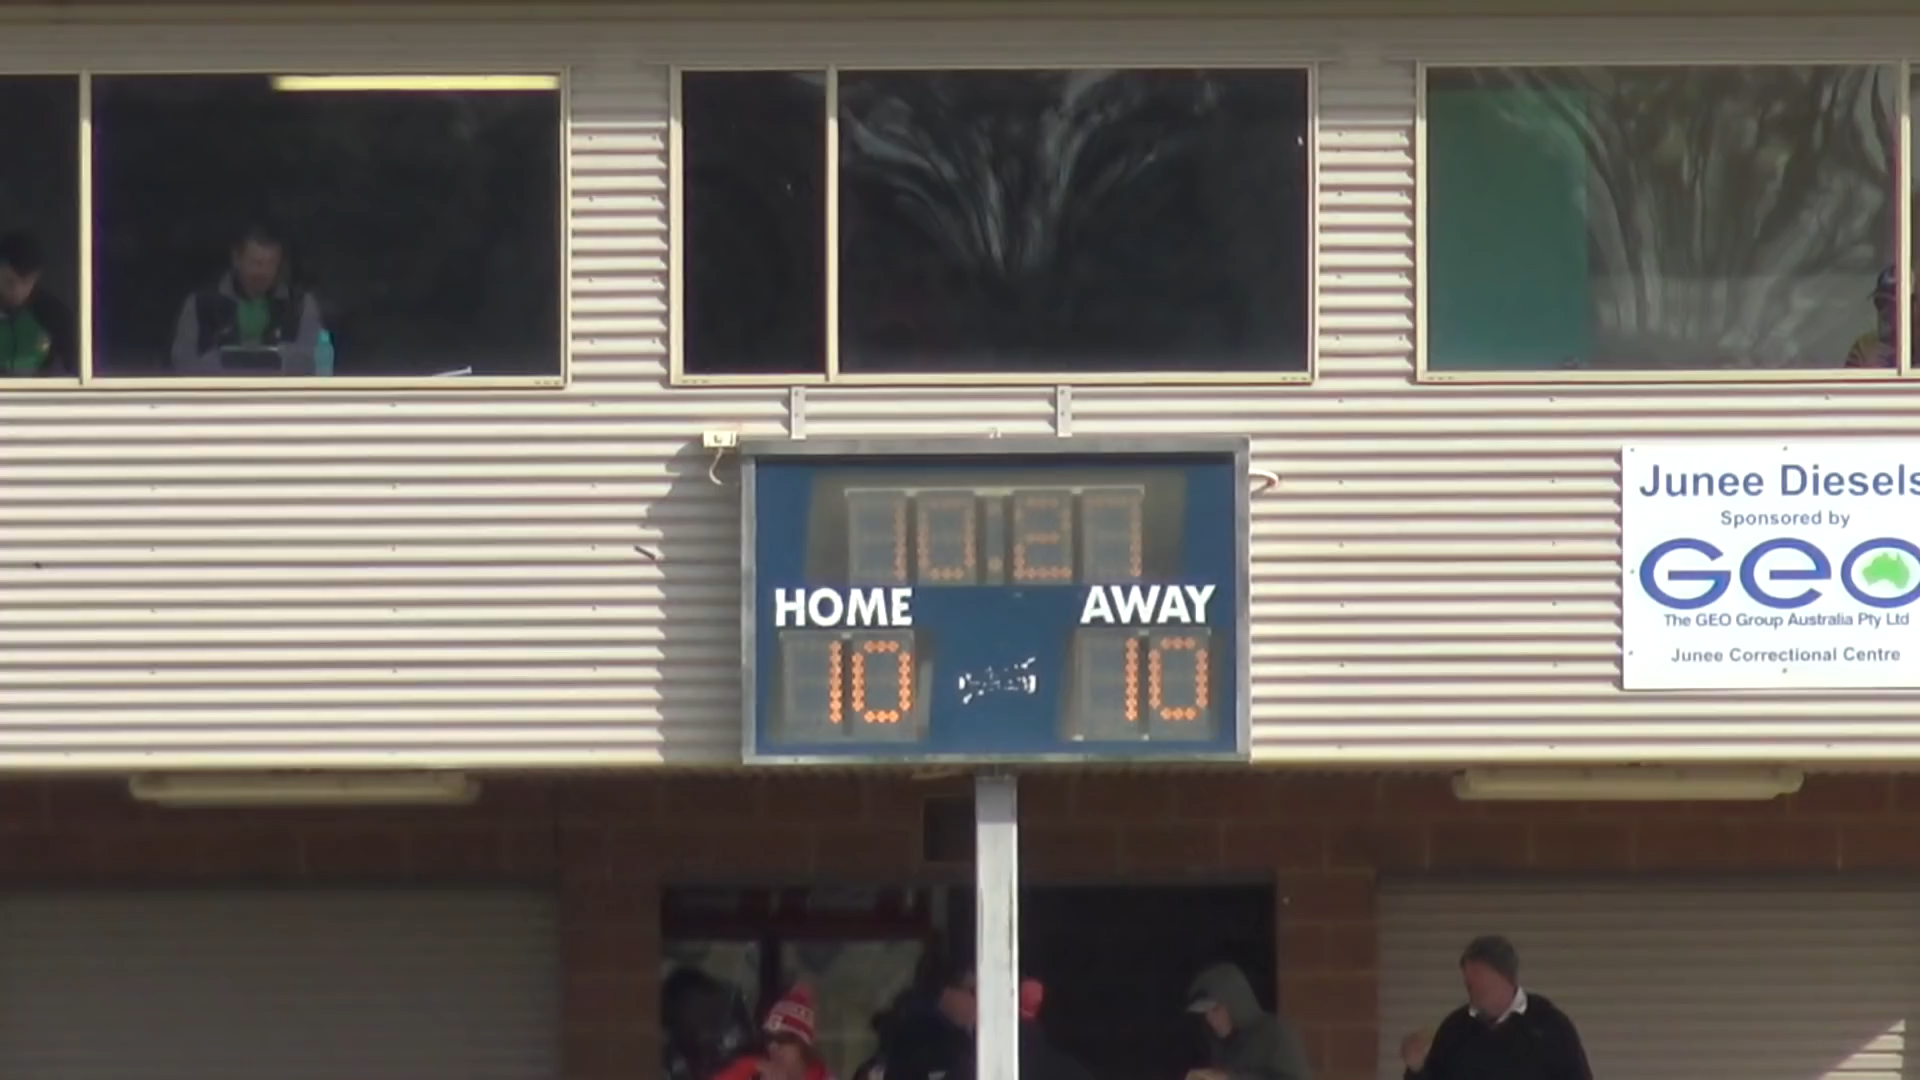 10:27
HOME AWAY
10 10
Junee Diesels
Sponsored by
GEO
The GEO Group Australia Pty Ltd
Junee Correctional Centre